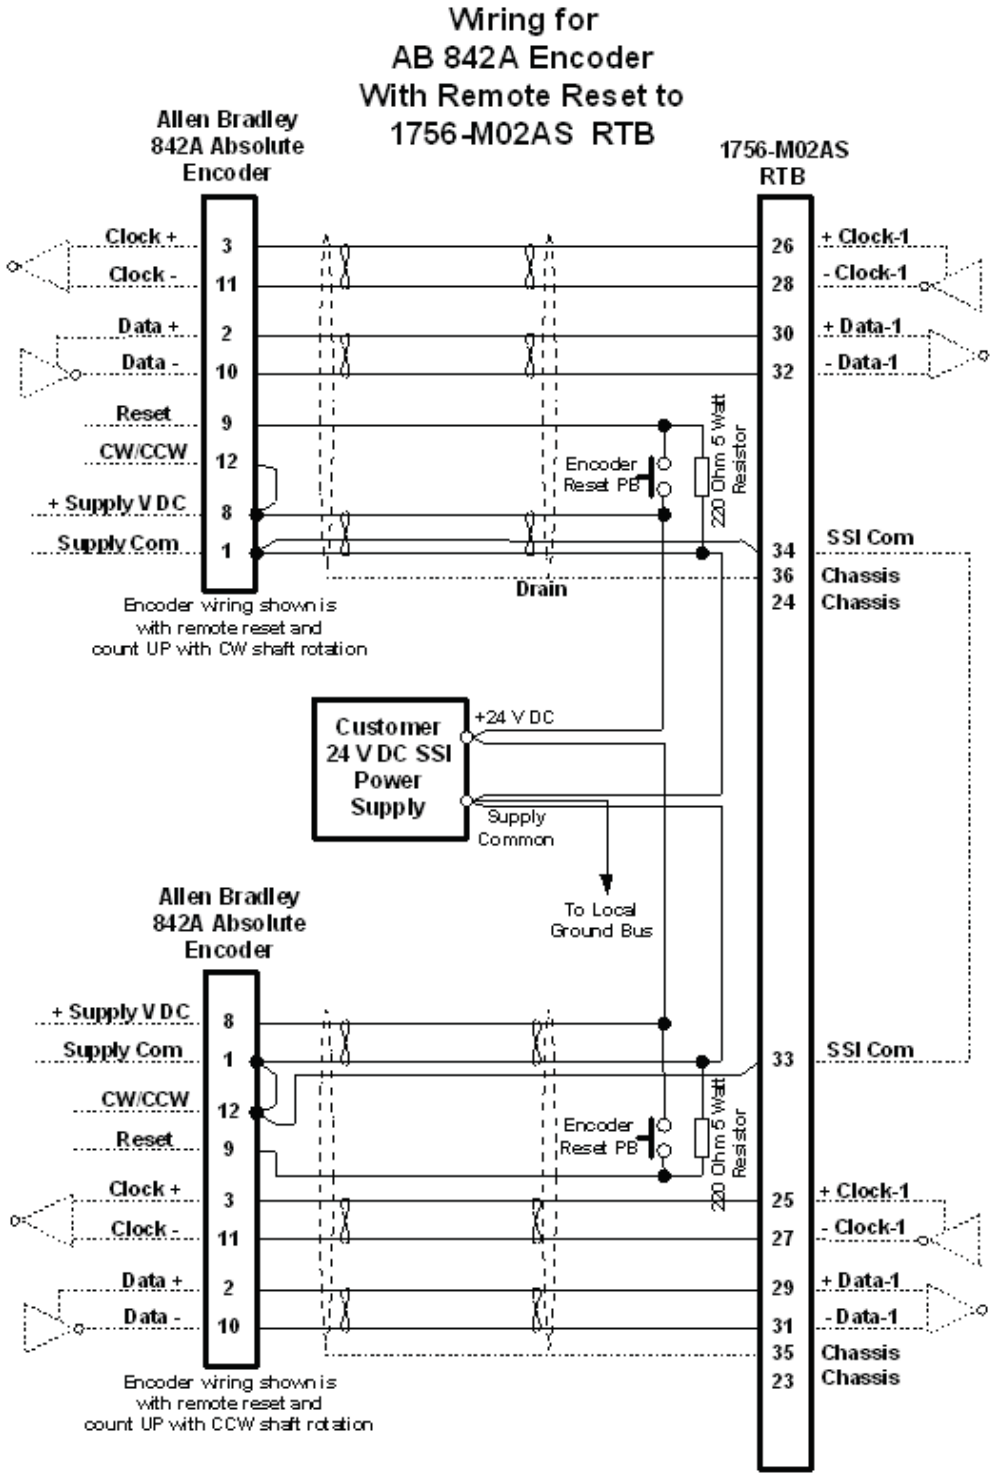 Wiring for
AB 842A Encoder
With Remote Reset to
1756-M02AS RTB
Allen Bradley
842A Absolute
Encoder
1756-M02AS
RTB
Clock + 3 26 + Clock-1
Clock - 11 28 - Clock-1
Data + 2 30 + Data-1
Data - 10 32 - Data-1
Reset 9
CW/CCW 12
Encoder
Reset PB
220 Ohm 5 Watt
Resistor
+ Supply V DC 8
Supply Com 1 34 SSI Com
36 Chassis
Drain
24 Chassis
Encoder wiring shown is
with remote reset and
count UP with CW shaft rotation
Customer
24 V DC SSI
Power
Supply
+24 V DC
Supply
Common
To Local
Ground Bus
Allen Bradley
842A Absolute
Encoder
+ Supply V DC 8
Supply Com 1 33 SSI Com
CW/CCW 12
Reset 9
Encoder
Reset PB
220 Ohm 5 Watt
Resistor
Clock + 3 25 + Clock-1
Clock - 11 27 - Clock-1
Data + 2 29 + Data-1
Data - 10 31 - Data-1
35 Chassis
23 Chassis
Encoder wiring shown is
with remote reset and
count UP with CCW shaft rotation